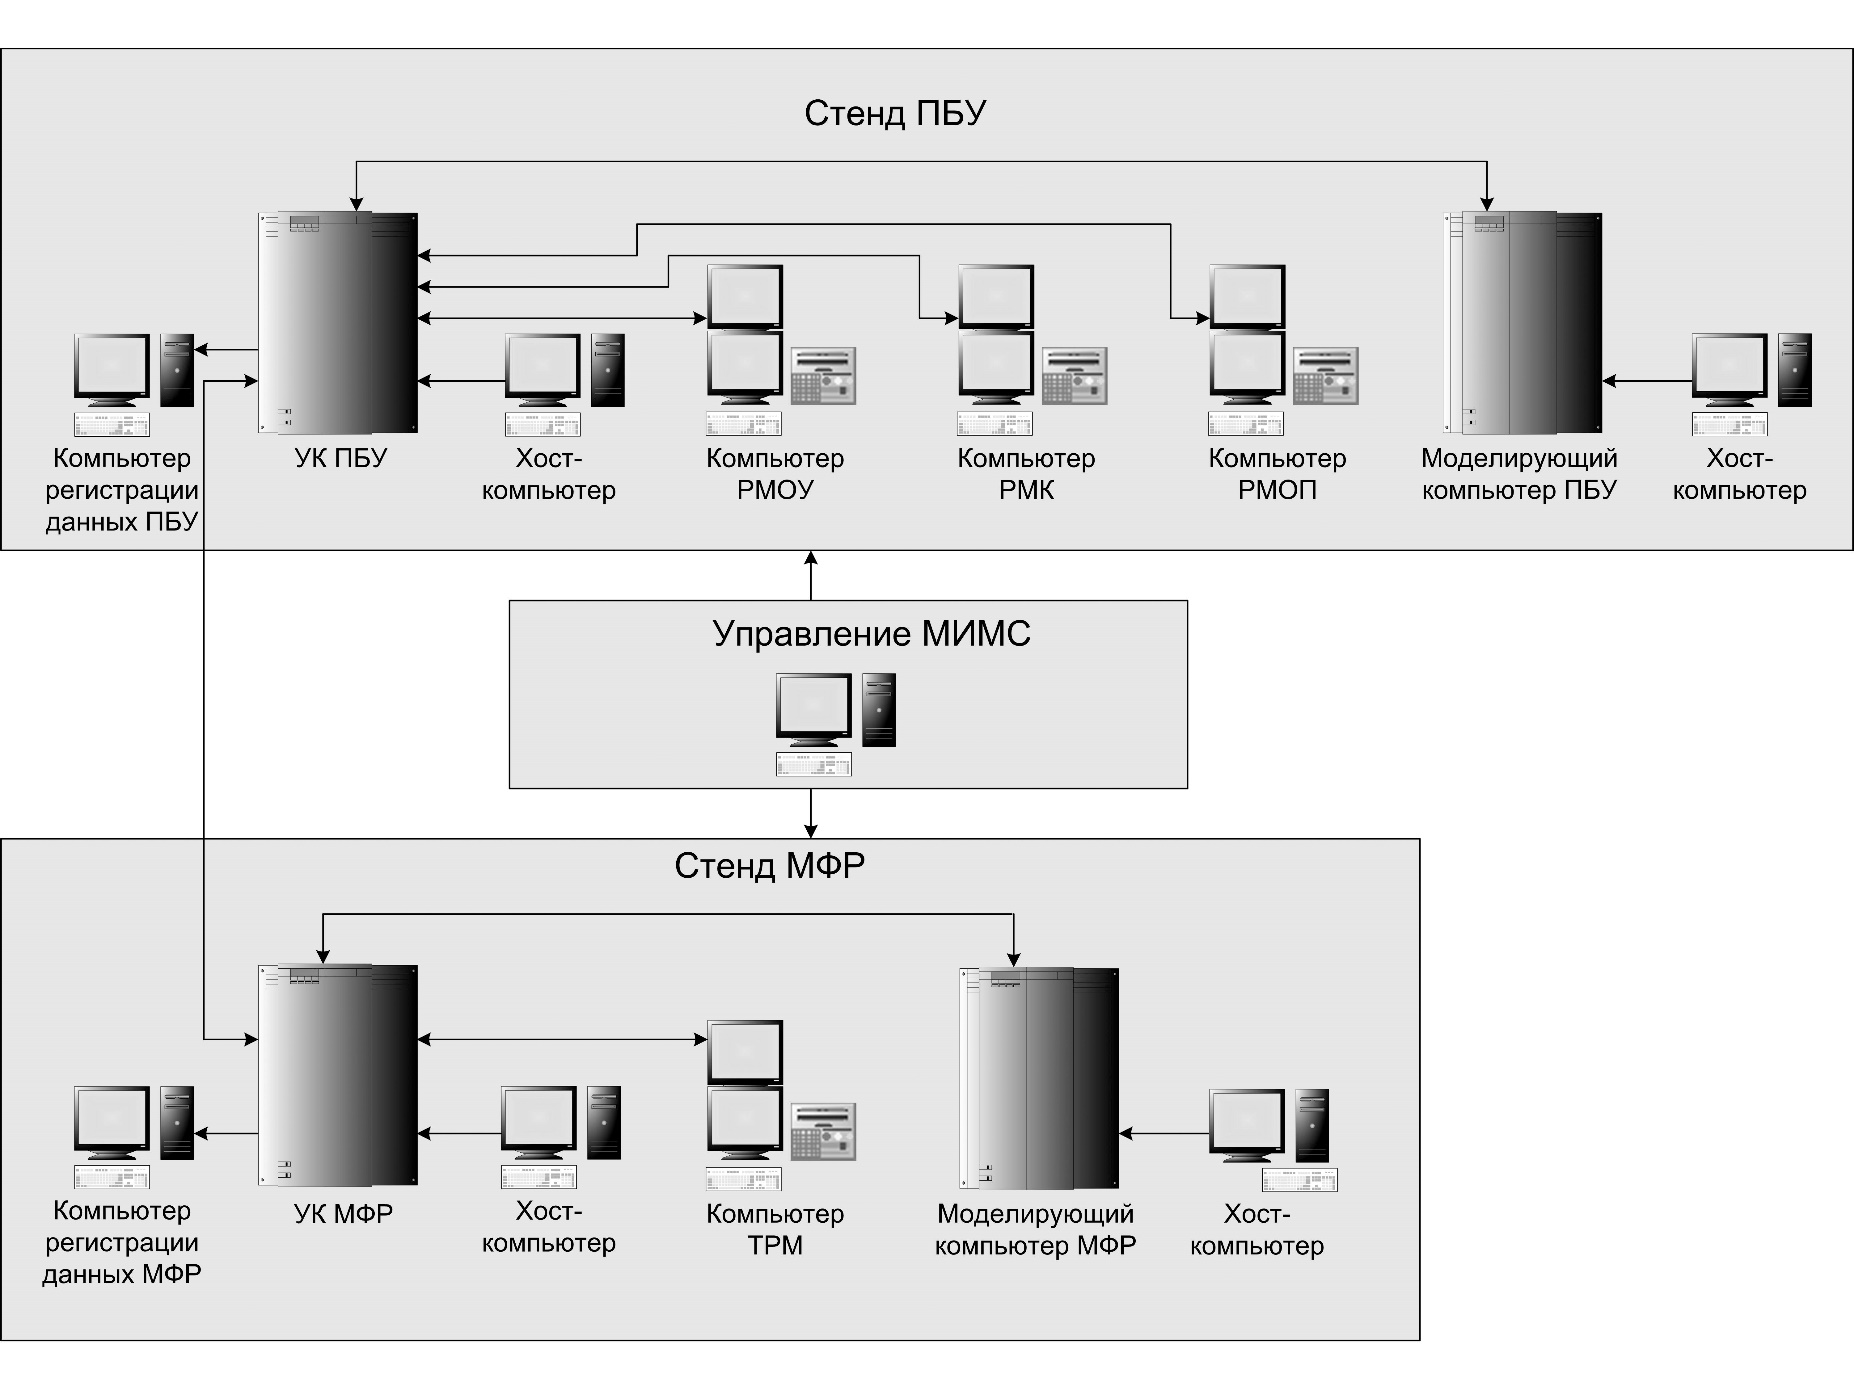 Стенд ПБУ
Компьютер
регистрации
данных ПБУ
УК ПБУ
Хост-
компьютер
Компьютер
РМОУ
Компьютер
РМК
Компьютер
РМОП
Моделирующий
компьютер ПБУ
Хост-
компьютер
Управление МИМС
Стенд МФР
Компьютер
регистрации
данных МФР
УК МФР
Хост-
компьютер
Компьютер
ТРМ
Моделирующий
компьютер МФР
Хост-
компьютер